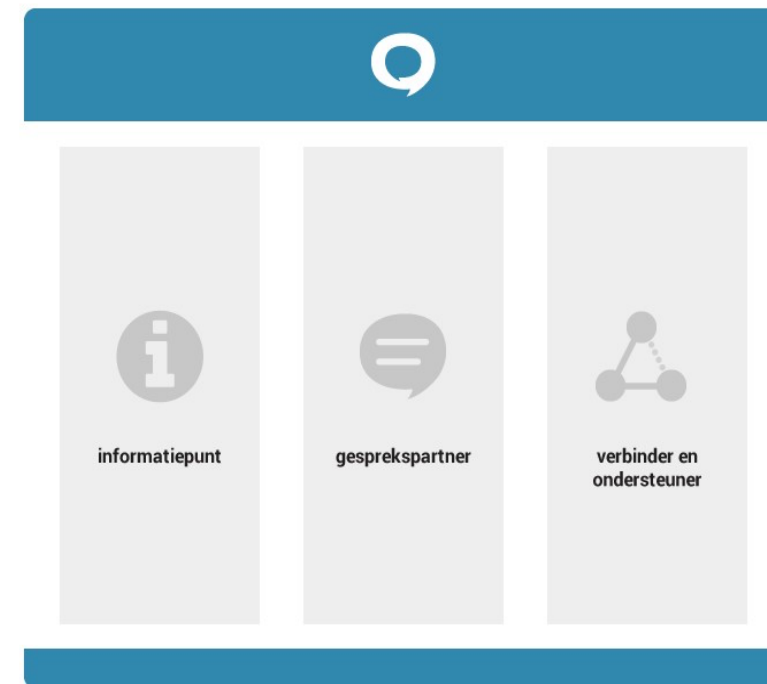 informatiepunt
gesprekspartner
verbinder en
ondersteuner